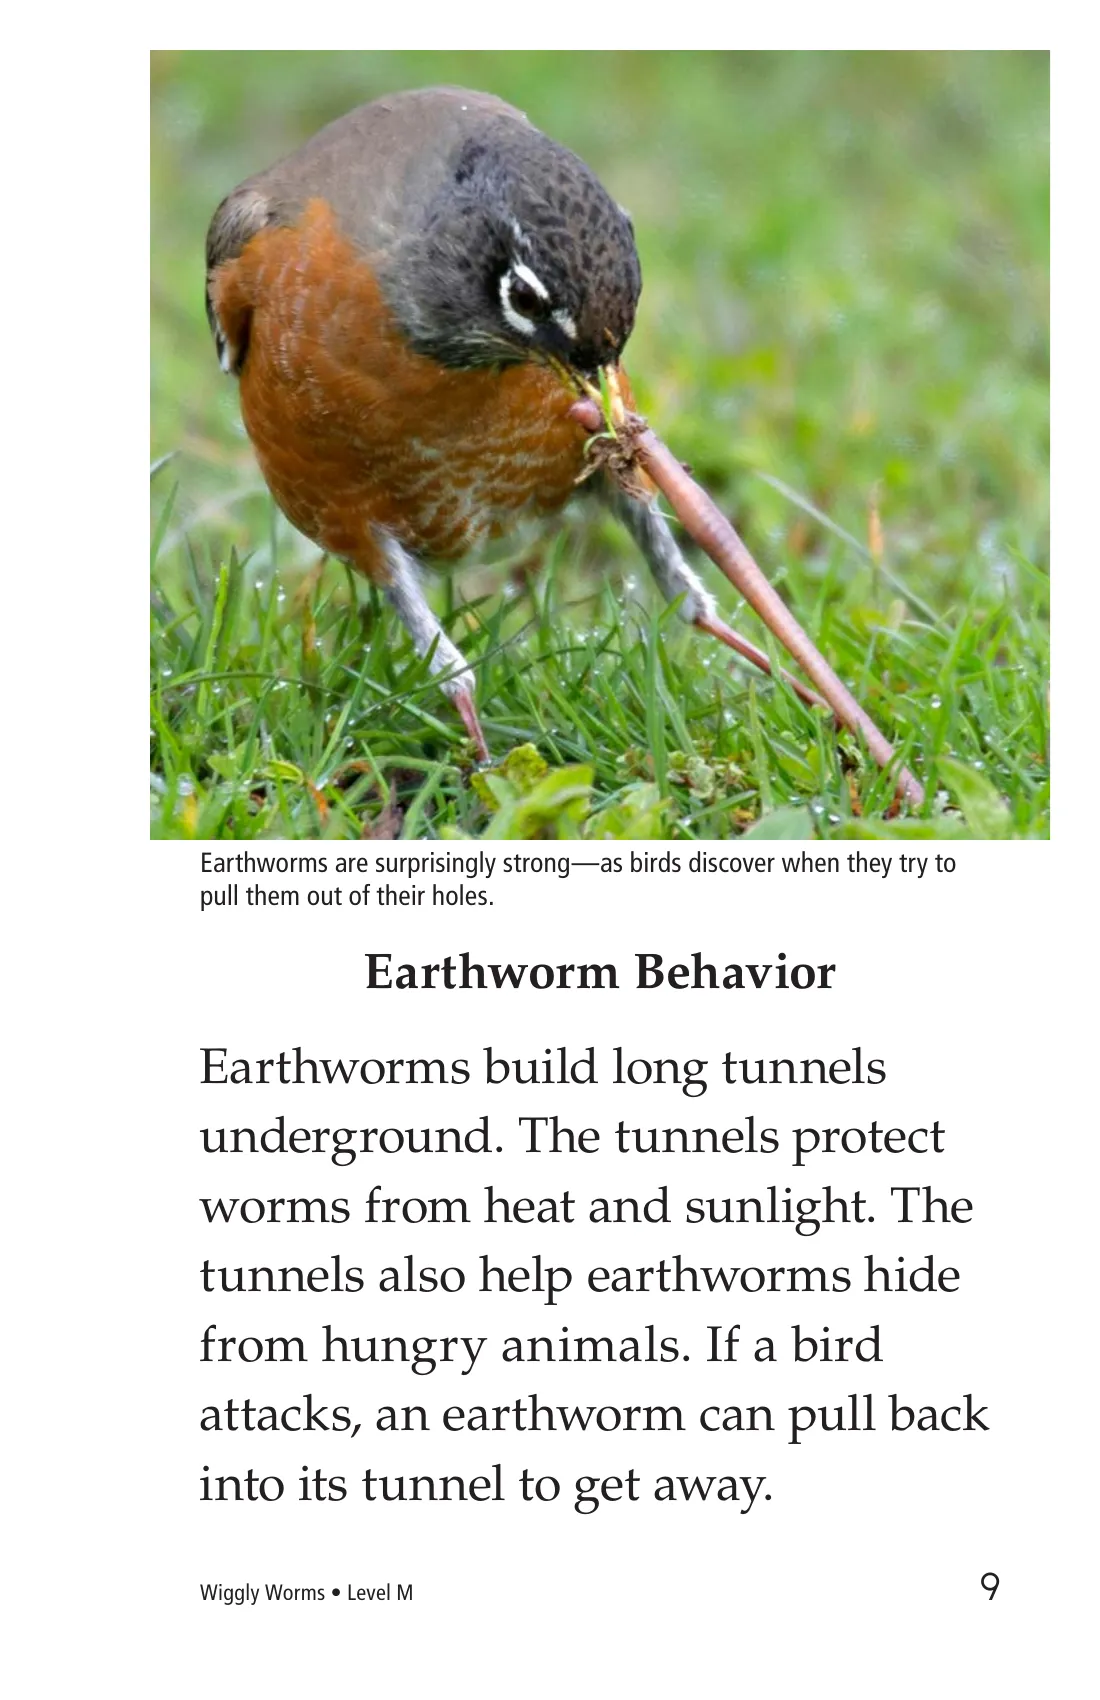 Earthworms are surprisingly strong—as birds discover when they try to
pull them out of their holes.
Earthworm Behavior
Earthworms build long tunnels
underground. The tunnels protect
worms from heat and sunlight. The
tunnels also help earthworms hide
from hungry animals. If a bird
attacks, an earthworm can pull back
into its tunnel to get away.
Wiggly Worms • Level M
9